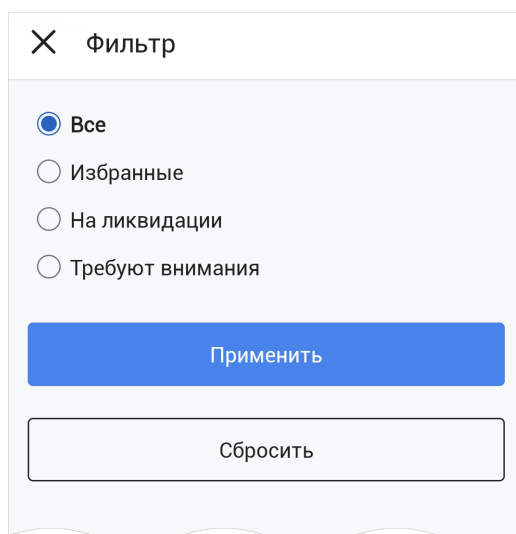 Фильтр
Все
Избранные
На ликвидации
Требуют внимания
Применить
Сбросить